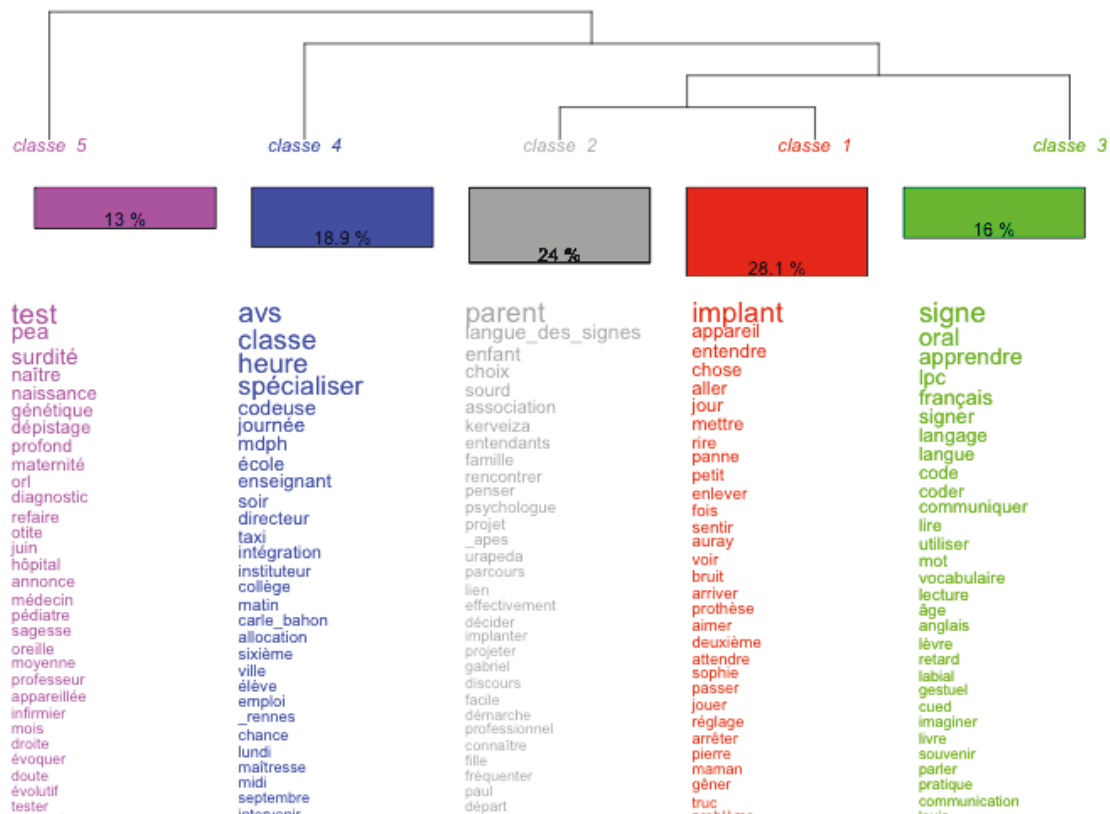 classe 5
classe 4
classe 2
classe 1
classe 3
13 %
18.9 %
24 %
28.1 %
16 %
test
pea
surdité
naître
naissance
génétique
dépistage
profond
maternité
orl
diagnostic
refaire
otite
juin
hôpital
annonce
médecin
pédiatre
sagesse
oreille
moyenne
professeur
appareillée
infirmier
mois
droite
évoquer
doute
évolutif
tester
avs
classe
heure
spécialiser
codeuse
journée
mdph
école
enseignant
soir
directeur
taxi
intégration
instituteur
collège
matin
carle_bahon
allocation
sixième
ville
élève
emploi
_rennes
chance
lundi
maîtresse
midi
septembre
intervenir
parent
langue_des_signes
enfant
choix
sourd
association
kerveiza
entendants
famille
rencontrer
penser
psychologue
projet
_apes
urapeda
parcours
lien
effectivement
décider
implanter
projeter
gabriel
discours
facile
démarche
professionnel
connaître
fille
fréquenter
paul
départ
implant
appareil
entendre
chose
aller
jour
mettre
rire
panne
petit
enlever
fois
sentir
auray
voir
bruit
arriver
prothèse
aimer
deuxième
attendre
sophie
passer
jouer
réglage
arrêter
pierre
maman
gêner
truc
problème
signe
oral
apprendre
lpc
français
signer
langage
langue
code
coder
communiquer
lire
utiliser
mot
vocabulaire
lecture
âge
anglais
lèvre
retard
labial
gestuel
cued
imaginer
livre
souvenir
parler
pratique
communication